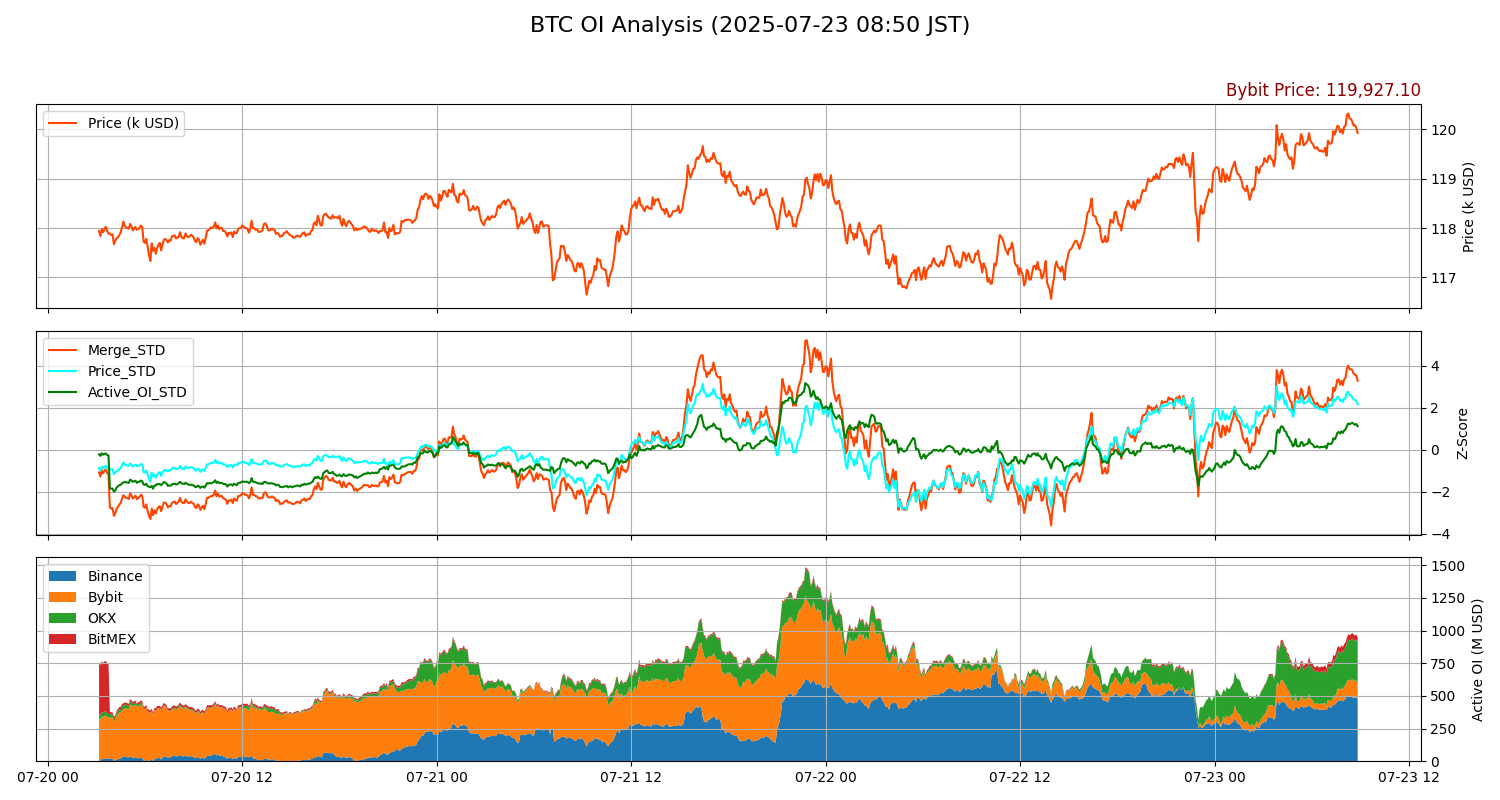 BTC OI Analysis (2025-07-23 08:50 JST)
Bybit Price: 119,927.10
Price (k USD)
120
119
118
117
Price (k USD)
Merge_STD
Price_STD
Active_OI_STD
4
2
0
−2
−4
Z-Score
Binance
Bybit
OKX
BitMEX
1500
1250
1000
750
500
250
0
Active OI (M USD)
07-20 00
07-20 12
07-21 00
07-21 12
07-22 00
07-22 12
07-23 00
07-23 12